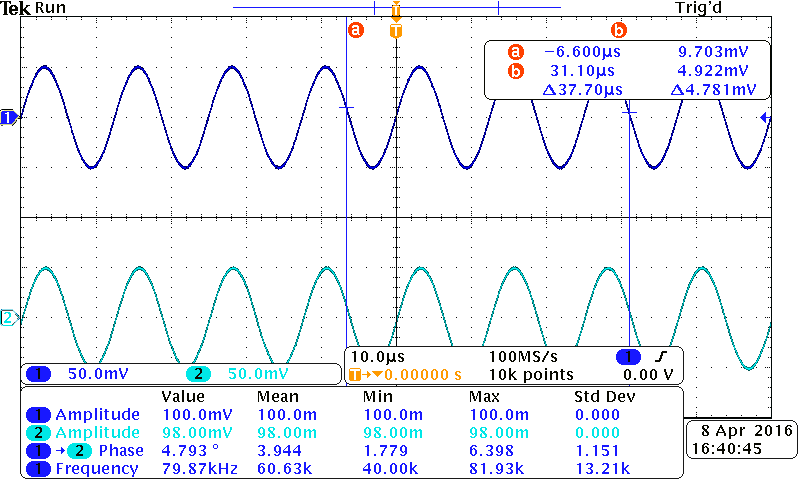 Tek Run Trig'd
T
a T b
a −6.600µs 9.703mV
b 31.10µs 4.922mV
Δ37.70µs Δ4.781mV
1
2
1 50.0mV 2 50.0mV
10.0µs 100MS/s 1
T→▼0.00000 s 10k points 0.00 V
Value Mean Min Max Std Dev
1 Amplitude 100.0mV 100.0m 100.0m 100.0m 0.000
2 Amplitude 98.00mV 98.00m 98.00m 98.00m 0.000
1 → 2 Phase 4.793 ° 3.944 1.779 6.398 1.151
1 Frequency 79.87kHz 60.63k 40.00k 81.93k 13.21k
8 Apr 2016
16:40:45